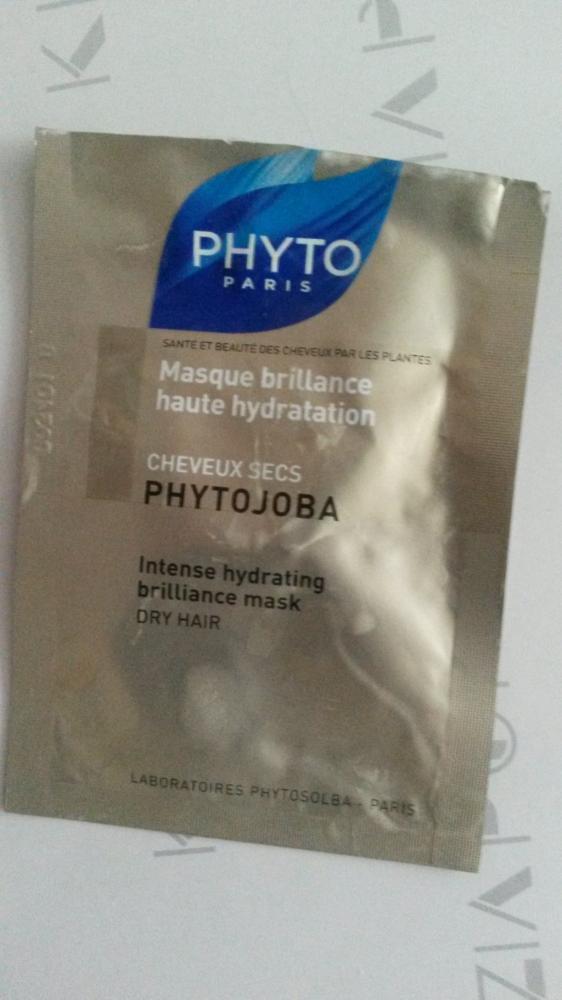 PHYTO
PARIS
SANTÉ ET BEAUTÉ DES CHEVEUX PAR LES PLANTES
Masque brillance
haute hydratation
CHEVEUX SECS
PHYTOJOBA
Intense hydrating
brilliance mask
DRY HAIR
LABORATOIRES PHYTOSOLBA - PARIS